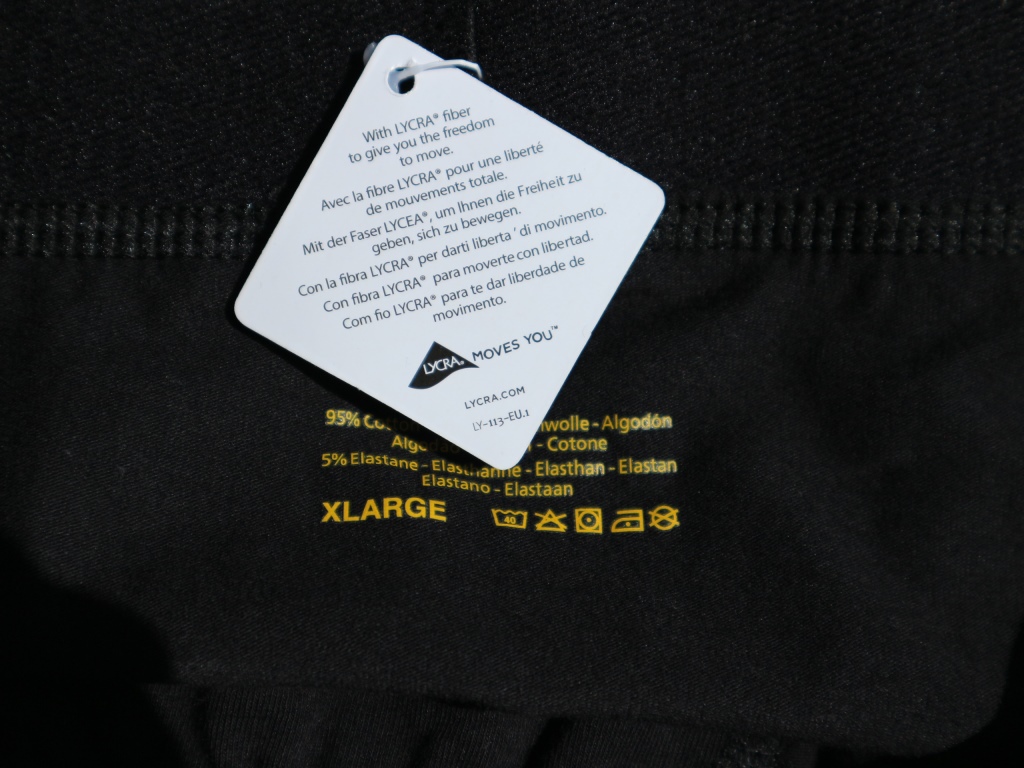 With LYCRA® fiber
to give you the freedom
to move.
Avec la fibre LYCRA® pour une liberté
de mouvements totale.
Mit der Faser LYCEA®, um Ihnen die Freiheit zu
geben, sich zu bewegen.
Con la fibra LYCRA® per darti liberta ' di movimento.
Con fibra LYCRA® para moverte con libertad.
Com fio LYCRA® para te dar liberdade de
movimento.
LYCRA® MOVES YOU™
LYCRA.COM
LY-113-EU.1
95% - Algodón
- Cotone
5% Elastane - Elasthanne - Elasthan - Elastan
Elastano - Elastaan
XLARGE 40